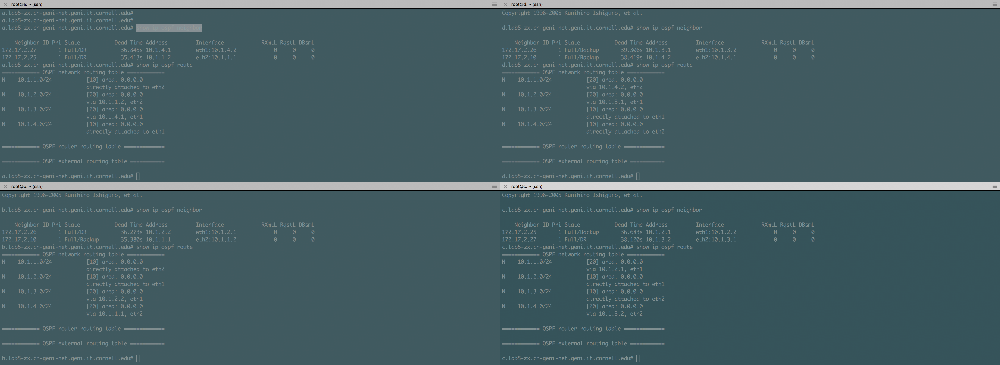 root@a: ~ (ssh)
a.lab5-zx.ch-geni-net.geni.it.cornell.edu#
a.lab5-zx.ch-geni-net.geni.it.cornell.edu#
a.lab5-zx.ch-geni-net.geni.it.cornell.edu# show ip ospf neighbor
Neighbor ID Pri State Dead Time Address Interface RXmtL RqstL DBsmL
172.17.2.27 1 Full/DR 36.845s 10.1.4.1 eth1:10.1.4.2 0 0 0
172.17.2.25 1 Full/DR 35.413s 10.1.1.2 eth2:10.1.1.1 0 0 0
a.lab5-zx.ch-geni-net.geni.it.cornell.edu# show ip ospf route
============ OSPF network routing table ============
N 10.1.1.0/24 [10] area: 0.0.0.0
directly attached to eth2
N 10.1.2.0/24 [20] area: 0.0.0.0
via 10.1.1.2, eth2
N 10.1.3.0/24 [20] area: 0.0.0.0
via 10.1.4.1, eth1
N 10.1.4.0/24 [10] area: 0.0.0.0
directly attached to eth1
============ OSPF router routing table =============
============ OSPF external routing table ===========
a.lab5-zx.ch-geni-net.geni.it.cornell.edu#
root@d: ~ (ssh)
Copyright 1996-2005 Kunihiro Ishiguro, et al.
d.lab5-zx.ch-geni-net.geni.it.cornell.edu# show ip ospf neighbor
Neighbor ID Pri State Dead Time Address Interface RXmtL RqstL DBsmL
172.17.2.26 1 Full/Backup 39.306s 10.1.3.1 eth1:10.1.3.2 0 0 0
172.17.2.10 1 Full/Backup 38.419s 10.1.4.2 eth2:10.1.4.1 0 0 0
d.lab5-zx.ch-geni-net.geni.it.cornell.edu# show ip ospf route
============ OSPF network routing table ============
N 10.1.1.0/24 [20] area: 0.0.0.0
via 10.1.4.2, eth2
N 10.1.2.0/24 [20] area: 0.0.0.0
via 10.1.3.1, eth1
N 10.1.3.0/24 [10] area: 0.0.0.0
directly attached to eth1
N 10.1.4.0/24 [10] area: 0.0.0.0
directly attached to eth2
============ OSPF router routing table =============
============ OSPF external routing table ===========
d.lab5-zx.ch-geni-net.geni.it.cornell.edu#
root@b: ~ (ssh)
Copyright 1996-2005 Kunihiro Ishiguro, et al.
b.lab5-zx.ch-geni-net.geni.it.cornell.edu# show ip ospf neighbor
Neighbor ID Pri State Dead Time Address Interface RXmtL RqstL DBsmL
172.17.2.26 1 Full/DR 36.273s 10.1.2.2 eth1:10.1.2.1 0 0 0
172.17.2.10 1 Full/Backup 35.380s 10.1.1.1 eth2:10.1.1.2 0 0 0
b.lab5-zx.ch-geni-net.geni.it.cornell.edu# show ip ospf route
============ OSPF network routing table ============
N 10.1.1.0/24 [10] area: 0.0.0.0
directly attached to eth2
N 10.1.2.0/24 [10] area: 0.0.0.0
directly attached to eth1
N 10.1.3.0/24 [20] area: 0.0.0.0
via 10.1.2.2, eth1
N 10.1.4.0/24 [20] area: 0.0.0.0
via 10.1.1.1, eth2
============ OSPF router routing table =============
============ OSPF external routing table ===========
b.lab5-zx.ch-geni-net.geni.it.cornell.edu#
root@c: ~ (ssh)
Copyright 1996-2005 Kunihiro Ishiguro, et al.
c.lab5-zx.ch-geni-net.geni.it.cornell.edu# show ip ospf neighbor
Neighbor ID Pri State Dead Time Address Interface RXmtL RqstL DBsmL
172.17.2.25 1 Full/Backup 36.683s 10.1.2.1 eth1:10.1.2.2 0 0 0
172.17.2.27 1 Full/DR 38.120s 10.1.3.2 eth2:10.1.3.1 0 0 0
c.lab5-zx.ch-geni-net.geni.it.cornell.edu# show ip ospf route
============ OSPF network routing table ============
N 10.1.1.0/24 [20] area: 0.0.0.0
via 10.1.2.1, eth1
N 10.1.2.0/24 [10] area: 0.0.0.0
directly attached to eth1
N 10.1.3.0/24 [10] area: 0.0.0.0
directly attached to eth2
N 10.1.4.0/24 [20] area: 0.0.0.0
via 10.1.3.2, eth2
============ OSPF router routing table =============
============ OSPF external routing table ===========
c.lab5-zx.ch-geni-net.geni.it.cornell.edu#